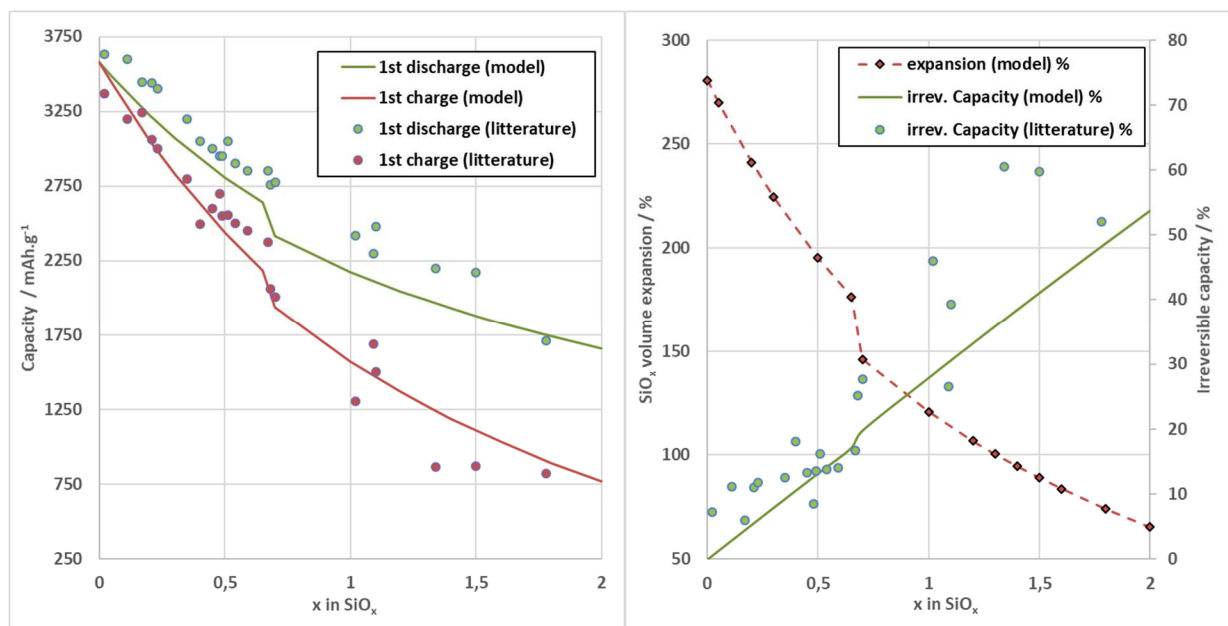 3750
3250
2750
2250
1750
1250
750
250
Capacity / mAh.g⁻¹
1st discharge (model)
1st charge (model)
1st discharge (litterature)
1st charge (litterature)
0
0,5
1
1,5
2
x in SiOₓ
300
250
200
150
100
50
SiOₓ volume expansion / %
expansion (model) %
irrev. Capacity (model) %
irrev. Capacity (litterature) %
80
70
60
50
40
30
20
10
0
Irreversible capacity / %
0
0,5
1
1,5
2
x in SiOₓ